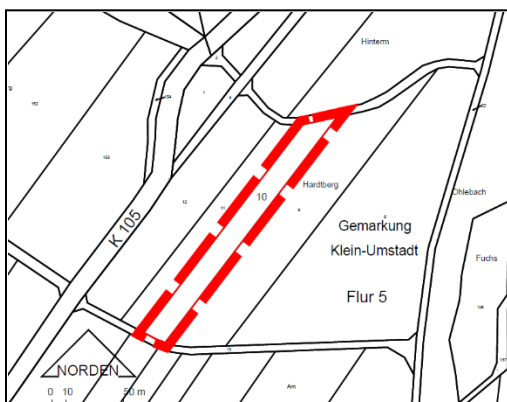 Hinterm
Hardtberg
10
K 105
Gemarkung
Klein-Umstadt
Flur 5
Ohlebach
Fuchs
Am
NORDEN
0 10 50 m